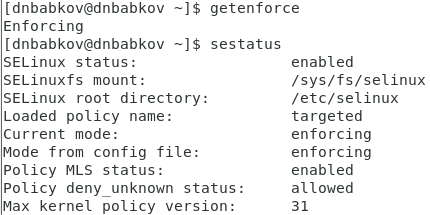 [dnbabkov@dnbabkov ~]$ getenforce
Enforcing
[dnbabkov@dnbabkov ~]$ sestatus
SELinux status:                 enabled
SELinuxfs mount:                /sys/fs/selinux
SELinux root directory:         /etc/selinux
Loaded policy name:             targeted
Current mode:                   enforcing
Mode from config file:          enforcing
Policy MLS status:              enabled
Policy deny_unknown status:     allowed
Max kernel policy version:      31